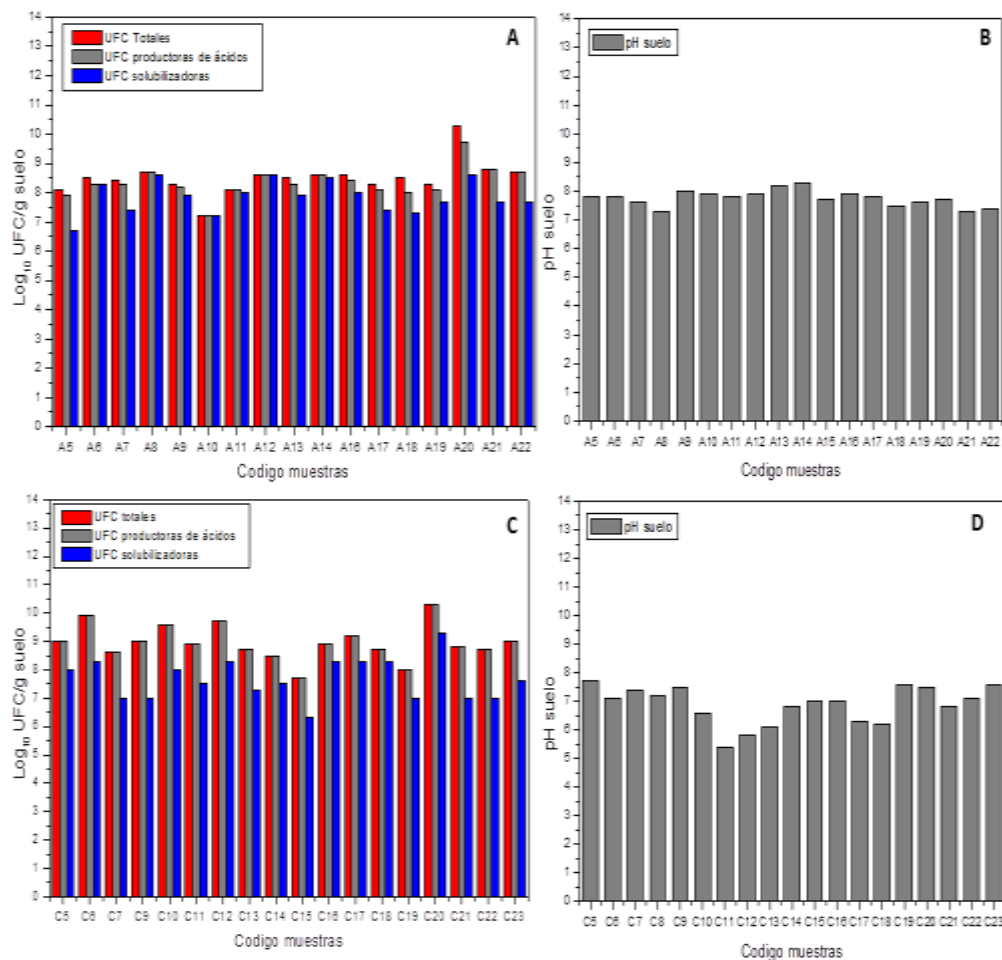 UFC Totales
UFC productoras de ácidos
UFC solubilizadoras
A
Log10 UFC/g suelo
14
13
12
11
10
9
8
7
6
5
4
3
2
1
0
A5 A6 A7 A8 A9 A10 A11 A12 A13 A14 A16 A17 A18 A19 A20 A21 A22
Codigo muestras
pH suelo
B
pH suelo
14
13
12
11
10
9
8
7
6
5
4
3
2
1
0
A5 A6 A7 A8 A9 A10 A11 A12 A13 A14 A15 A16 A17 A18 A19 A20 A21 A22
Codigo muestras
UFC totales
UFC productoras de ácidos
UFC solubilizadoras
C
Log10 UFC/g suelo
14
13
12
11
10
9
8
7
6
5
4
3
2
1
0
C5 C6 C7 C9 C10 C11 C12 C13 C14 C15 C16 C17 C18 C19 C20 C21 C22 C23
Codigo muestras
pH suelo
D
pH suelo
14
13
12
11
10
9
8
7
6
5
4
3
2
1
0
C5 C6 C7 C8 C9 C10 C11 C12 C13 C14 C15 C16 C17 C18 C19 C20 C21 C22 C23
Codigo muestras